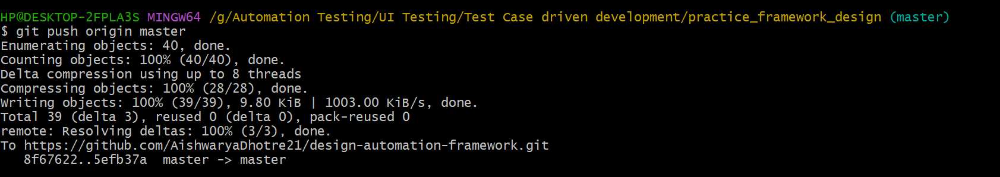 HP@DESKTOP-2FPLA3S MINGW64 /g/Automation Testing/UI Testing/Test Case driven development/practice_framework_design (master)
$ git push origin master
Enumerating objects: 40, done.
Counting objects: 100% (40/40), done.
Delta compression using up to 8 threads
Compressing objects: 100% (28/28), done.
Writing objects: 100% (39/39), 9.80 KiB | 1003.00 KiB/s, done.
Total 39 (delta 3), reused 0 (delta 0), pack-reused 0
remote: Resolving deltas: 100% (3/3), done.
To https://github.com/AishwaryaDhotre21/design-automation-framework.git
   8f67622..5efb37a  master -> master